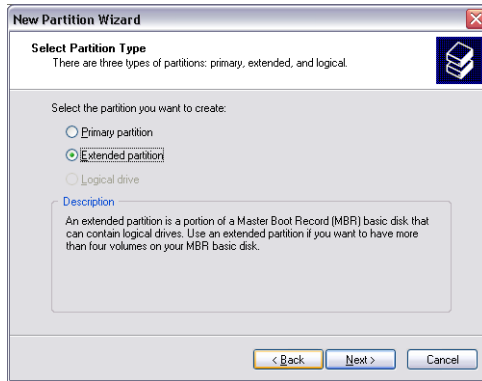 New Partition Wizard
Select Partition Type
There are three types of partitions: primary, extended, and logical.
Select the partition you want to create:
Primary partition
Extended partition
Logical drive
Description
An extended partition is a portion of a Master Boot Record (MBR) basic disk that
can contain logical drives. Use an extended partition if you want to have more
than four volumes on your MBR basic disk.
< Back
Next >
Cancel